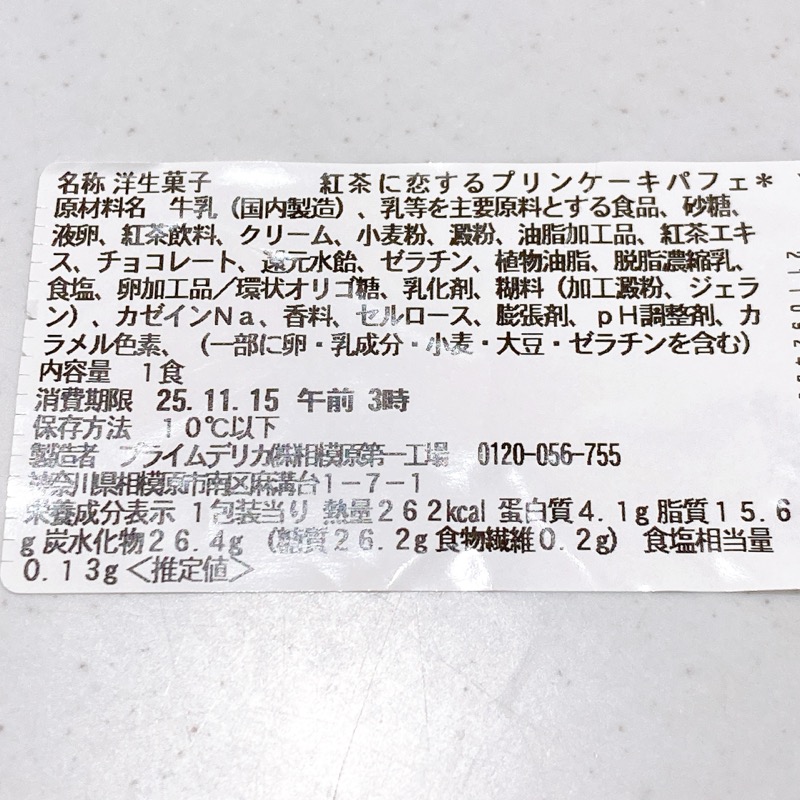 名称 洋生菓子　紅茶に恋するプリンケーキパフェ＊
原材料名　牛乳（国内製造）、乳等を主要原料とする食品、砂糖、
液卵、紅茶飲料、クリーム、小麦粉、澱粉、油脂加工品、紅茶エキ
ス、チョコレート、還元水飴、ゼラチン、植物油脂、脱脂濃縮乳、
食塩、卵加工品／環状オリゴ糖、乳化剤、糊料（加工澱粉、ジェラ
ン）、カゼインＮａ、香料、セルロース、膨張剤、ｐＨ調整剤、カ
ラメル色素、（一部に卵・乳成分・小麦・大豆・ゼラチンを含む）
内容量　１食
消費期限　25.11.15 午前 3時
保存方法　１０℃以下
製造者　プライムデリカ㈱相模原第一工場　0120-056-755
神奈川県相模原市南区麻溝台１－７－１
栄養成分表示 １包装当り 熱量２６２kcal 蛋白質４.１g 脂質１５.６
g 炭水化物２６.４g （糖質２６.２g 食物繊維０.２g） 食塩相当量
０.１３g＜推定値＞